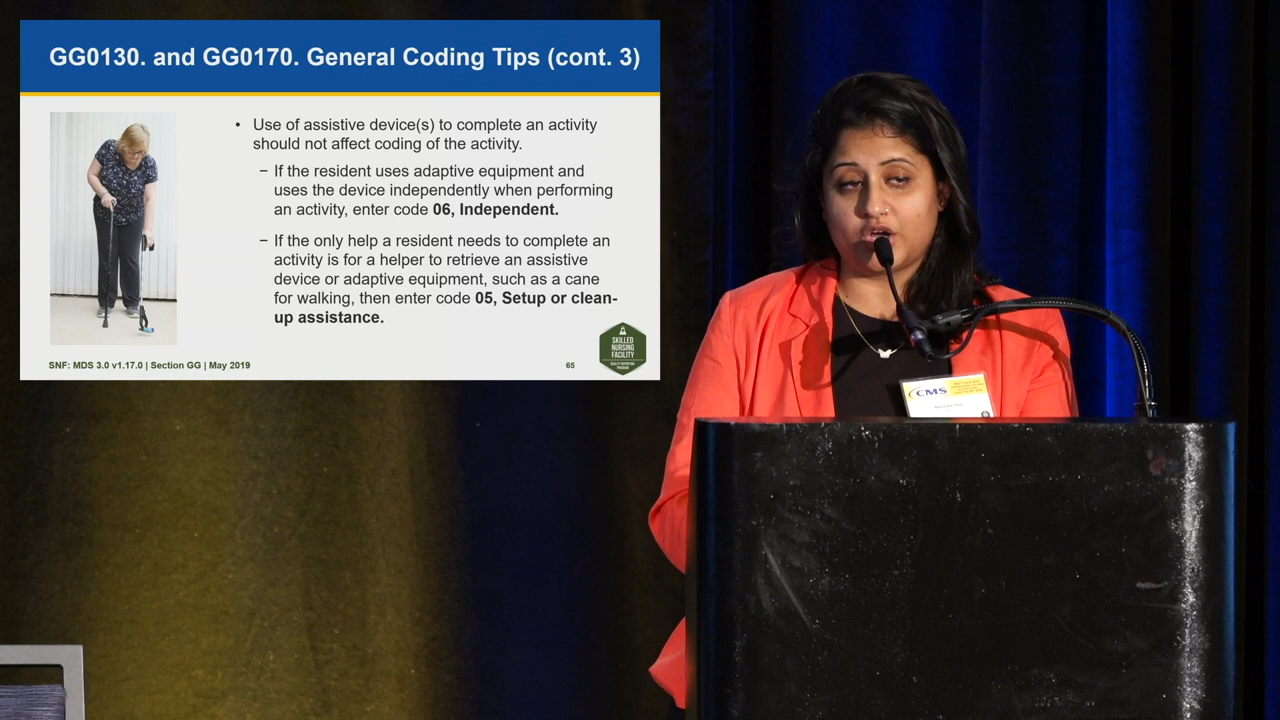 GG0130. and GG0170. General Coding Tips (cont. 3)
• Use of assistive device(s) to complete an activity
should not affect coding of the activity.
− If the resident uses adaptive equipment and
uses the device independently when performing
an activity, enter code 06, Independent.
− If the only help a resident needs to complete an
activity is for a helper to retrieve an assistive
device or adaptive equipment, such as a cane
for walking, then enter code 05, Setup or clean-
up assistance.
SKILLED
NURSING
FACILITY
QUALITY REPORTING
PROGRAM
SNF: MDS 3.0 v1.17.0 | Section GG | May 2019
65
CMS